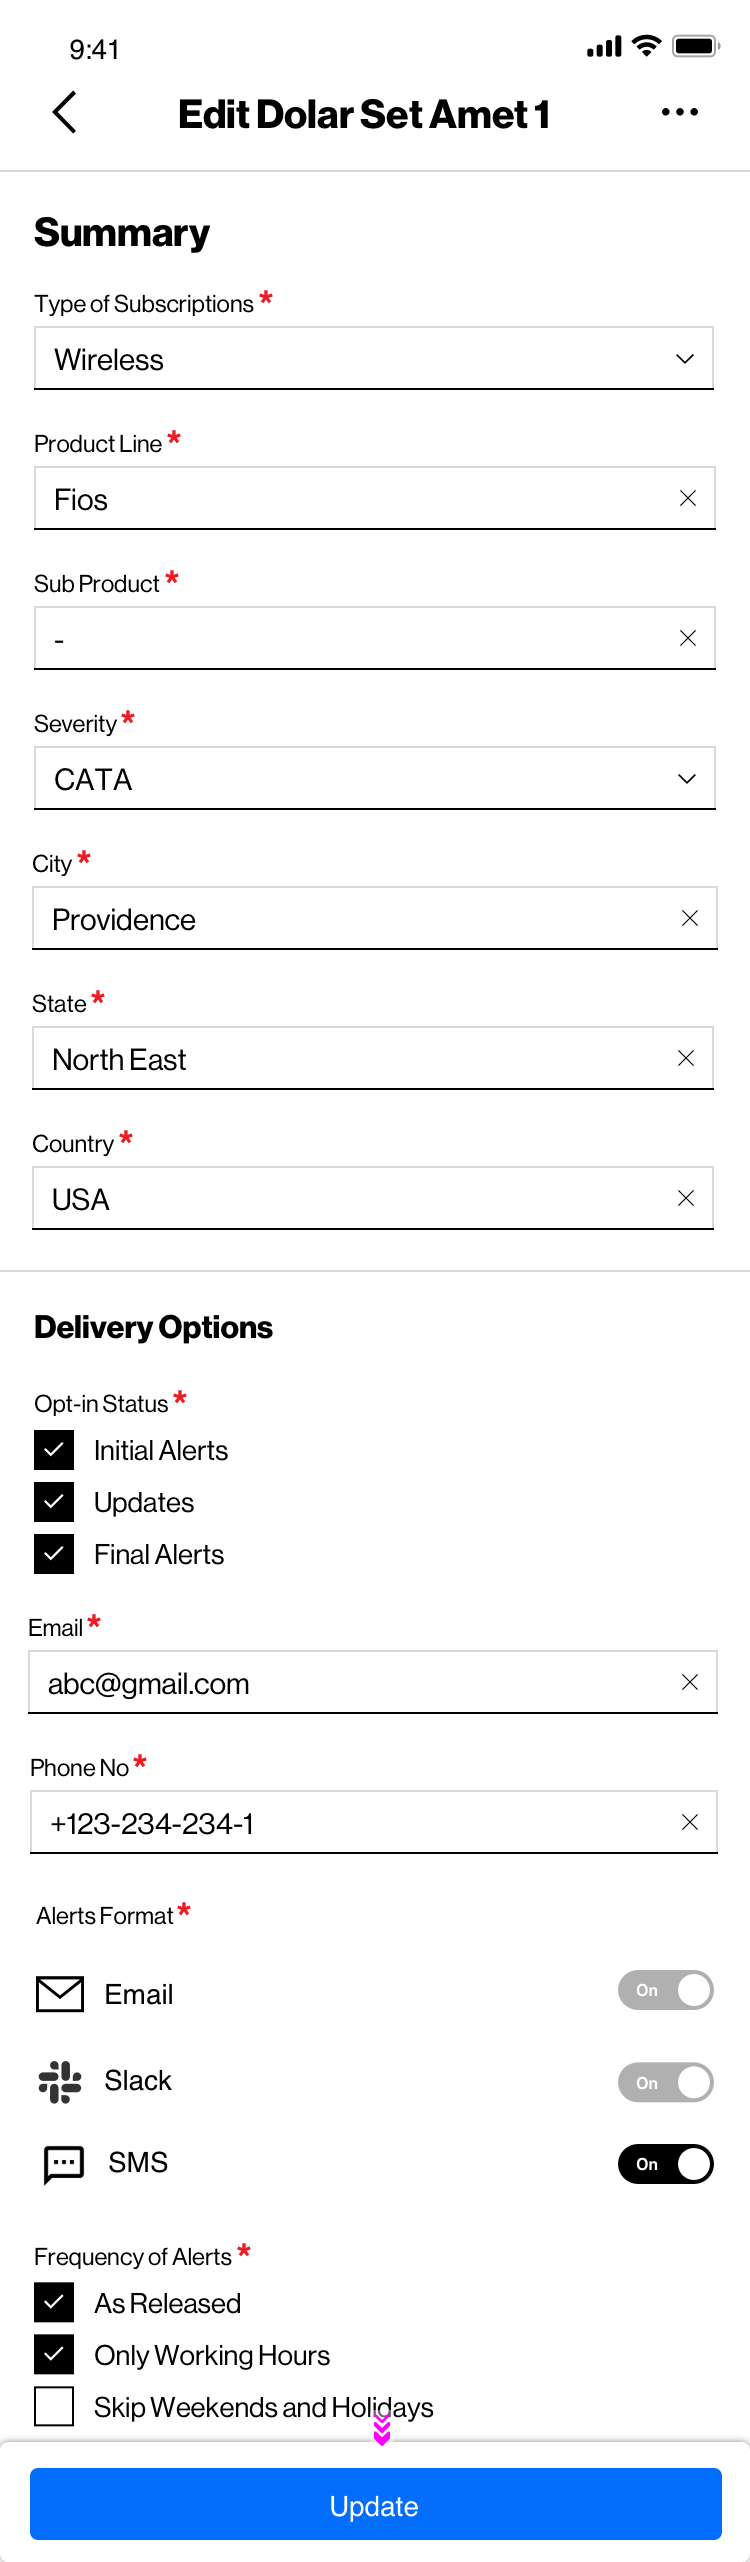 9:41
Edit Dolar Set Amet 1
Summary
Type of Subscriptions *
Wireless
Product Line *
Fios
Sub Product *
-
Severity *
CATA
City *
Providence
State *
North East
Country *
USA
Delivery Options
Opt-in Status *
Initial Alerts
Updates
Final Alerts
Email *
abc@gmail.com
Phone No *
+123-234-234-1
Alerts Format *
Email On
Slack On
SMS On
Frequency of Alerts *
As Released
Only Working Hours
Skip Weekends and Holidays
Update